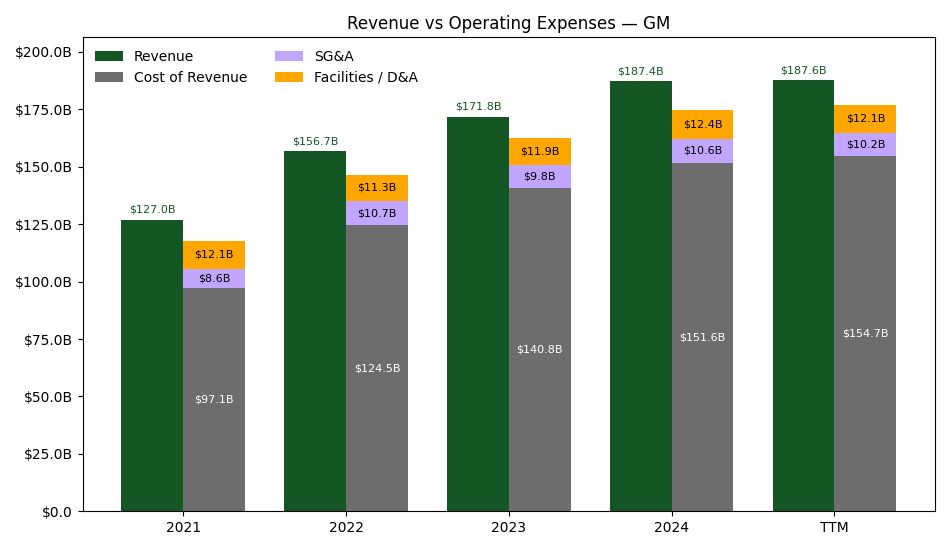 Revenue vs Operating Expenses — GM
$200.0B
$175.0B
$150.0B
$125.0B
$100.0B
$75.0B
$50.0B
$25.0B
$0.0
Revenue
Cost of Revenue
SG&A
Facilities / D&A
$127.0B
$12.1B
$8.6B
$97.1B
$156.7B
$11.3B
$10.7B
$124.5B
$171.8B
$11.9B
$9.8B
$140.8B
$187.4B
$12.4B
$10.6B
$151.6B
$187.6B
$12.1B
$10.2B
$154.7B
2021
2022
2023
2024
TTM